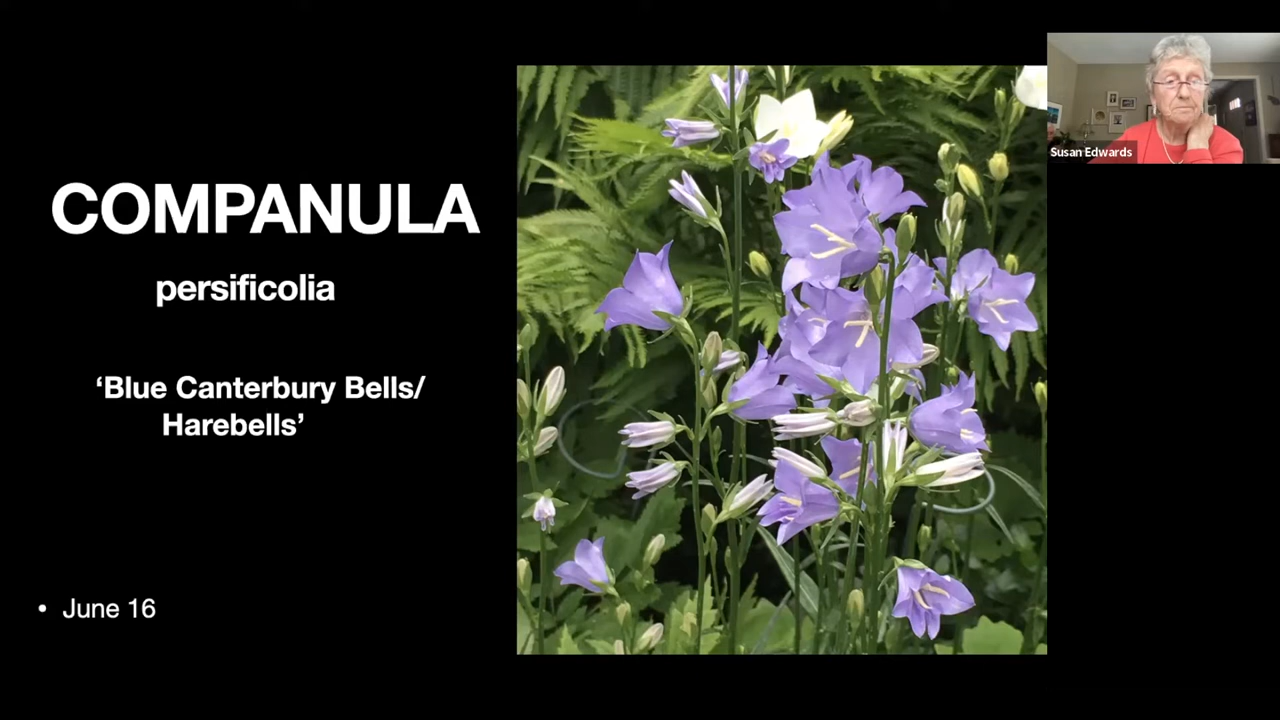 COMPANULA
persificolia
‘Blue Canterbury Bells/
Harebells’
• June 16
Susan Edwards